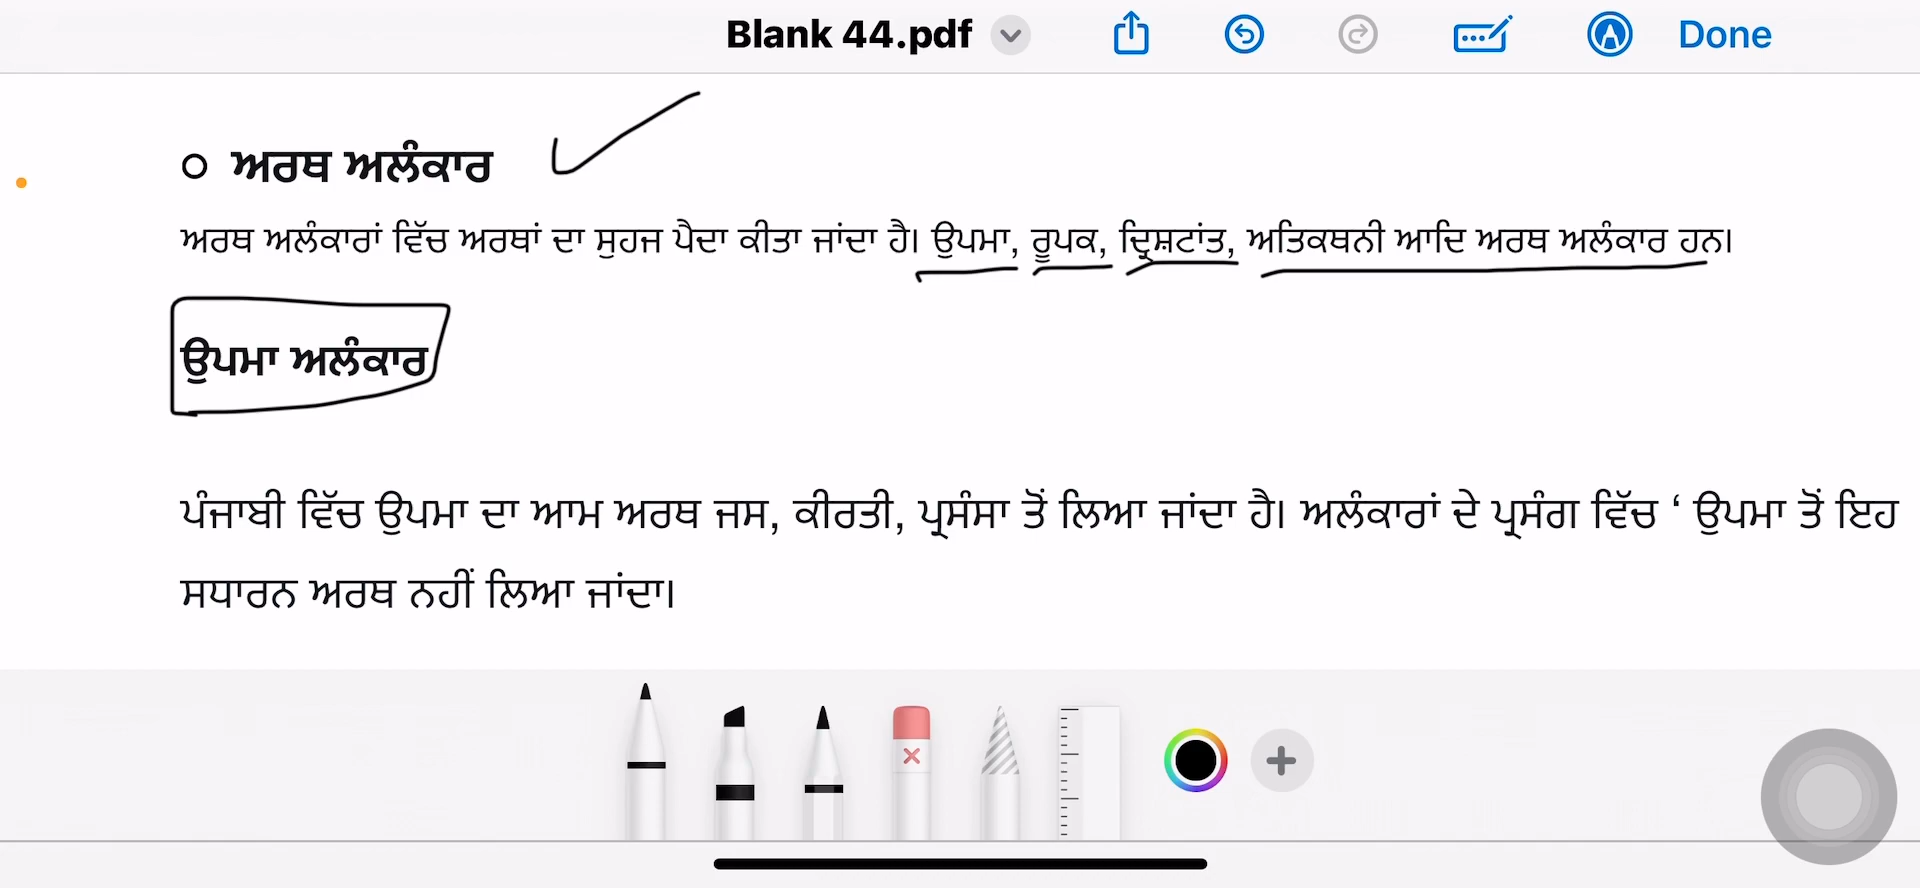 Blank 44.pdf
Done
ਅਰਥ ਅਲੰਕਾਰ
ਅਰਥ ਅਲੰਕਾਰਾਂ ਵਿੱਚ ਅਰਥਾਂ ਦਾ ਸੁਹਜ ਪੈਦਾ ਕੀਤਾ ਜਾਂਦਾ ਹੈ। ਉਪਮਾ, ਰੂਪਕ, ਦ੍ਰਿਸ਼ਟਾਂਤ, ਅਤਿਕਥਨੀ ਆਦਿ ਅਰਥ ਅਲੰਕਾਰ ਹਨ।
ਉਪਮਾ ਅਲੰਕਾਰ
ਪੰਜਾਬੀ ਵਿੱਚ ਉਪਮਾ ਦਾ ਆਮ ਅਰਥ ਜਸ, ਕੀਰਤੀ, ਪ੍ਰਸੰਸਾ ਤੋਂ ਲਿਆ ਜਾਂਦਾ ਹੈ। ਅਲੰਕਾਰਾਂ ਦੇ ਪ੍ਰਸੰਗ ਵਿੱਚ ‘ ਉਪਮਾ ਤੋਂ ਇਹ
ਸਧਾਰਨ ਅਰਥ ਨਹੀਂ ਲਿਆ ਜਾਂਦਾ।